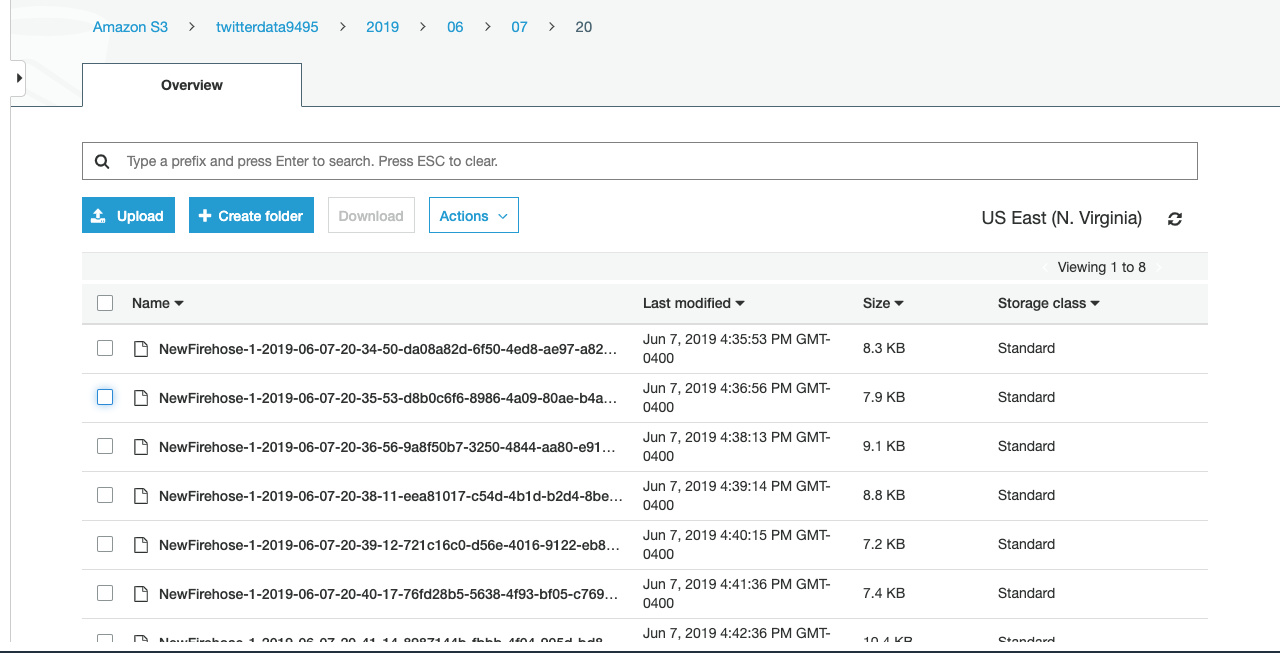 Amazon S3 > twitterdata9495 > 2019 > 06 > 07 > 20
Overview
Type a prefix and press Enter to search. Press ESC to clear.
Upload Create folder Download Actions US East (N. Virginia)
Viewing 1 to 8
Name Last modified Size Storage class
NewFirehose-1-2019-06-07-20-34-50-da08a82d-6f50-4ed8-ae97-a82... Jun 7, 2019 4:35:53 PM GMT- 8.3 KB Standard
0400
NewFirehose-1-2019-06-07-20-35-53-d8b0c6f6-8986-4a09-80ae-b4a... Jun 7, 2019 4:36:56 PM GMT- 7.9 KB Standard
0400
NewFirehose-1-2019-06-07-20-36-56-9a8f50b7-3250-4844-aa80-e91... Jun 7, 2019 4:38:13 PM GMT- 9.1 KB Standard
0400
NewFirehose-1-2019-06-07-20-38-11-eea81017-c54d-4b1d-b2d4-8be... Jun 7, 2019 4:39:14 PM GMT- 8.8 KB Standard
0400
NewFirehose-1-2019-06-07-20-39-12-721c16c0-d56e-4016-9122-eb8... Jun 7, 2019 4:40:15 PM GMT- 7.2 KB Standard
0400
NewFirehose-1-2019-06-07-20-40-17-76fd28b5-5638-4f93-bf05-c769... Jun 7, 2019 4:41:36 PM GMT- 7.4 KB Standard
0400
Jun 7, 2019 4:42:36 PM GMT- 10.4 KB Standard